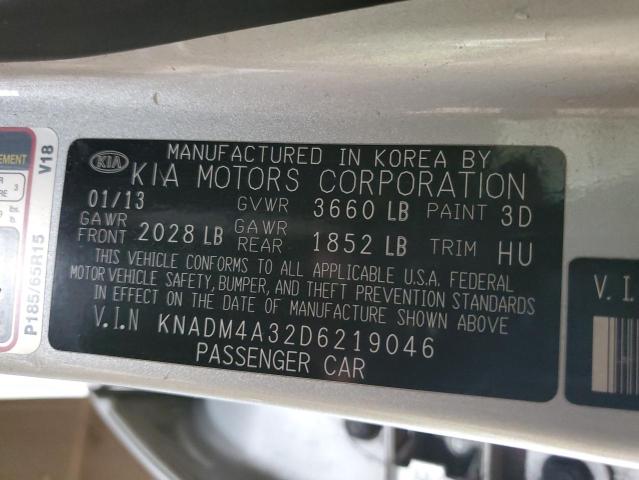 KIA
MANUFACTURED IN KOREA BY
KIA MOTORS CORPORATION
01/13 GVWR 3660 LB PAINT 3D
GAWR FRONT 2028 LB GAWR REAR 1852 LB TRIM HU
THIS VEHICLE CONFORMS TO ALL APPLICABLE U.S.A. FEDERAL
MOTOR VEHICLE SAFETY, BUMPER, AND THEFT PREVENTION STANDARDS
IN EFFECT ON THE DATE OF MANUFACTURE SHOWN ABOVE
V.I.N KNADM4A32D6219046
PASSENGER CAR
P185/65R15 V18
V.I.